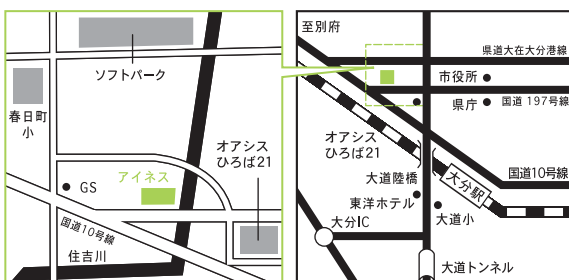 ソフトパーク
春日町
小
オアシス
ひろば21
アイネス
GS
国道10号線
住吉川
至別府
県道大在大分港線
市役所
県庁
国道 197号線
オアシス
ひろば21
国道10号線
大道陸橋
大分駅
東洋ホテル
大道小
大分IC
大道トンネル